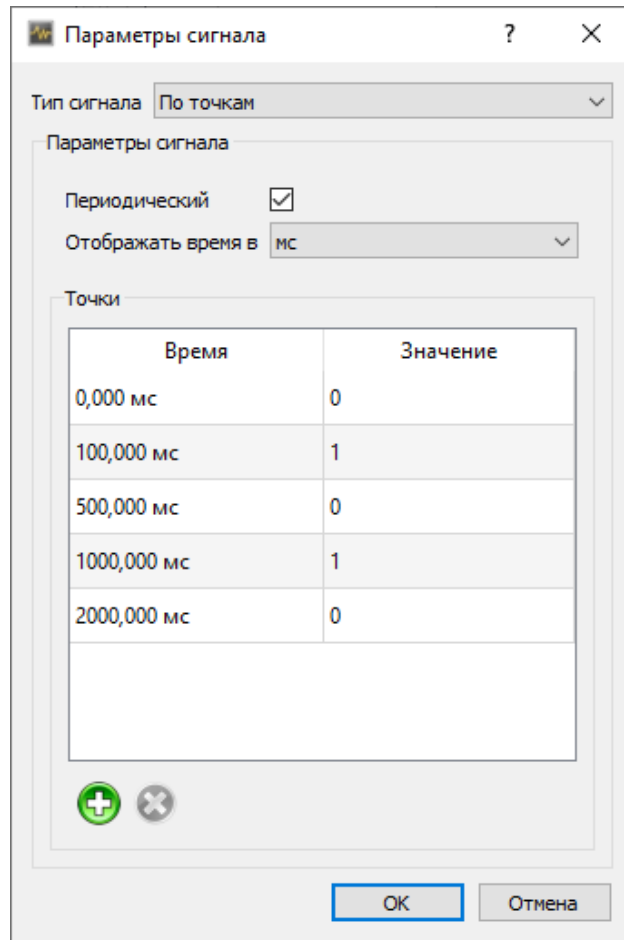 Параметры сигнала ?
Тип сигнала По точкам
Параметры сигнала
Периодический
Отображать время в мс
Точки
Время Значение
0,000 мс 0
100,000 мс 1
500,000 мс 0
1000,000 мс 1
2000,000 мс 0
OK Отмена